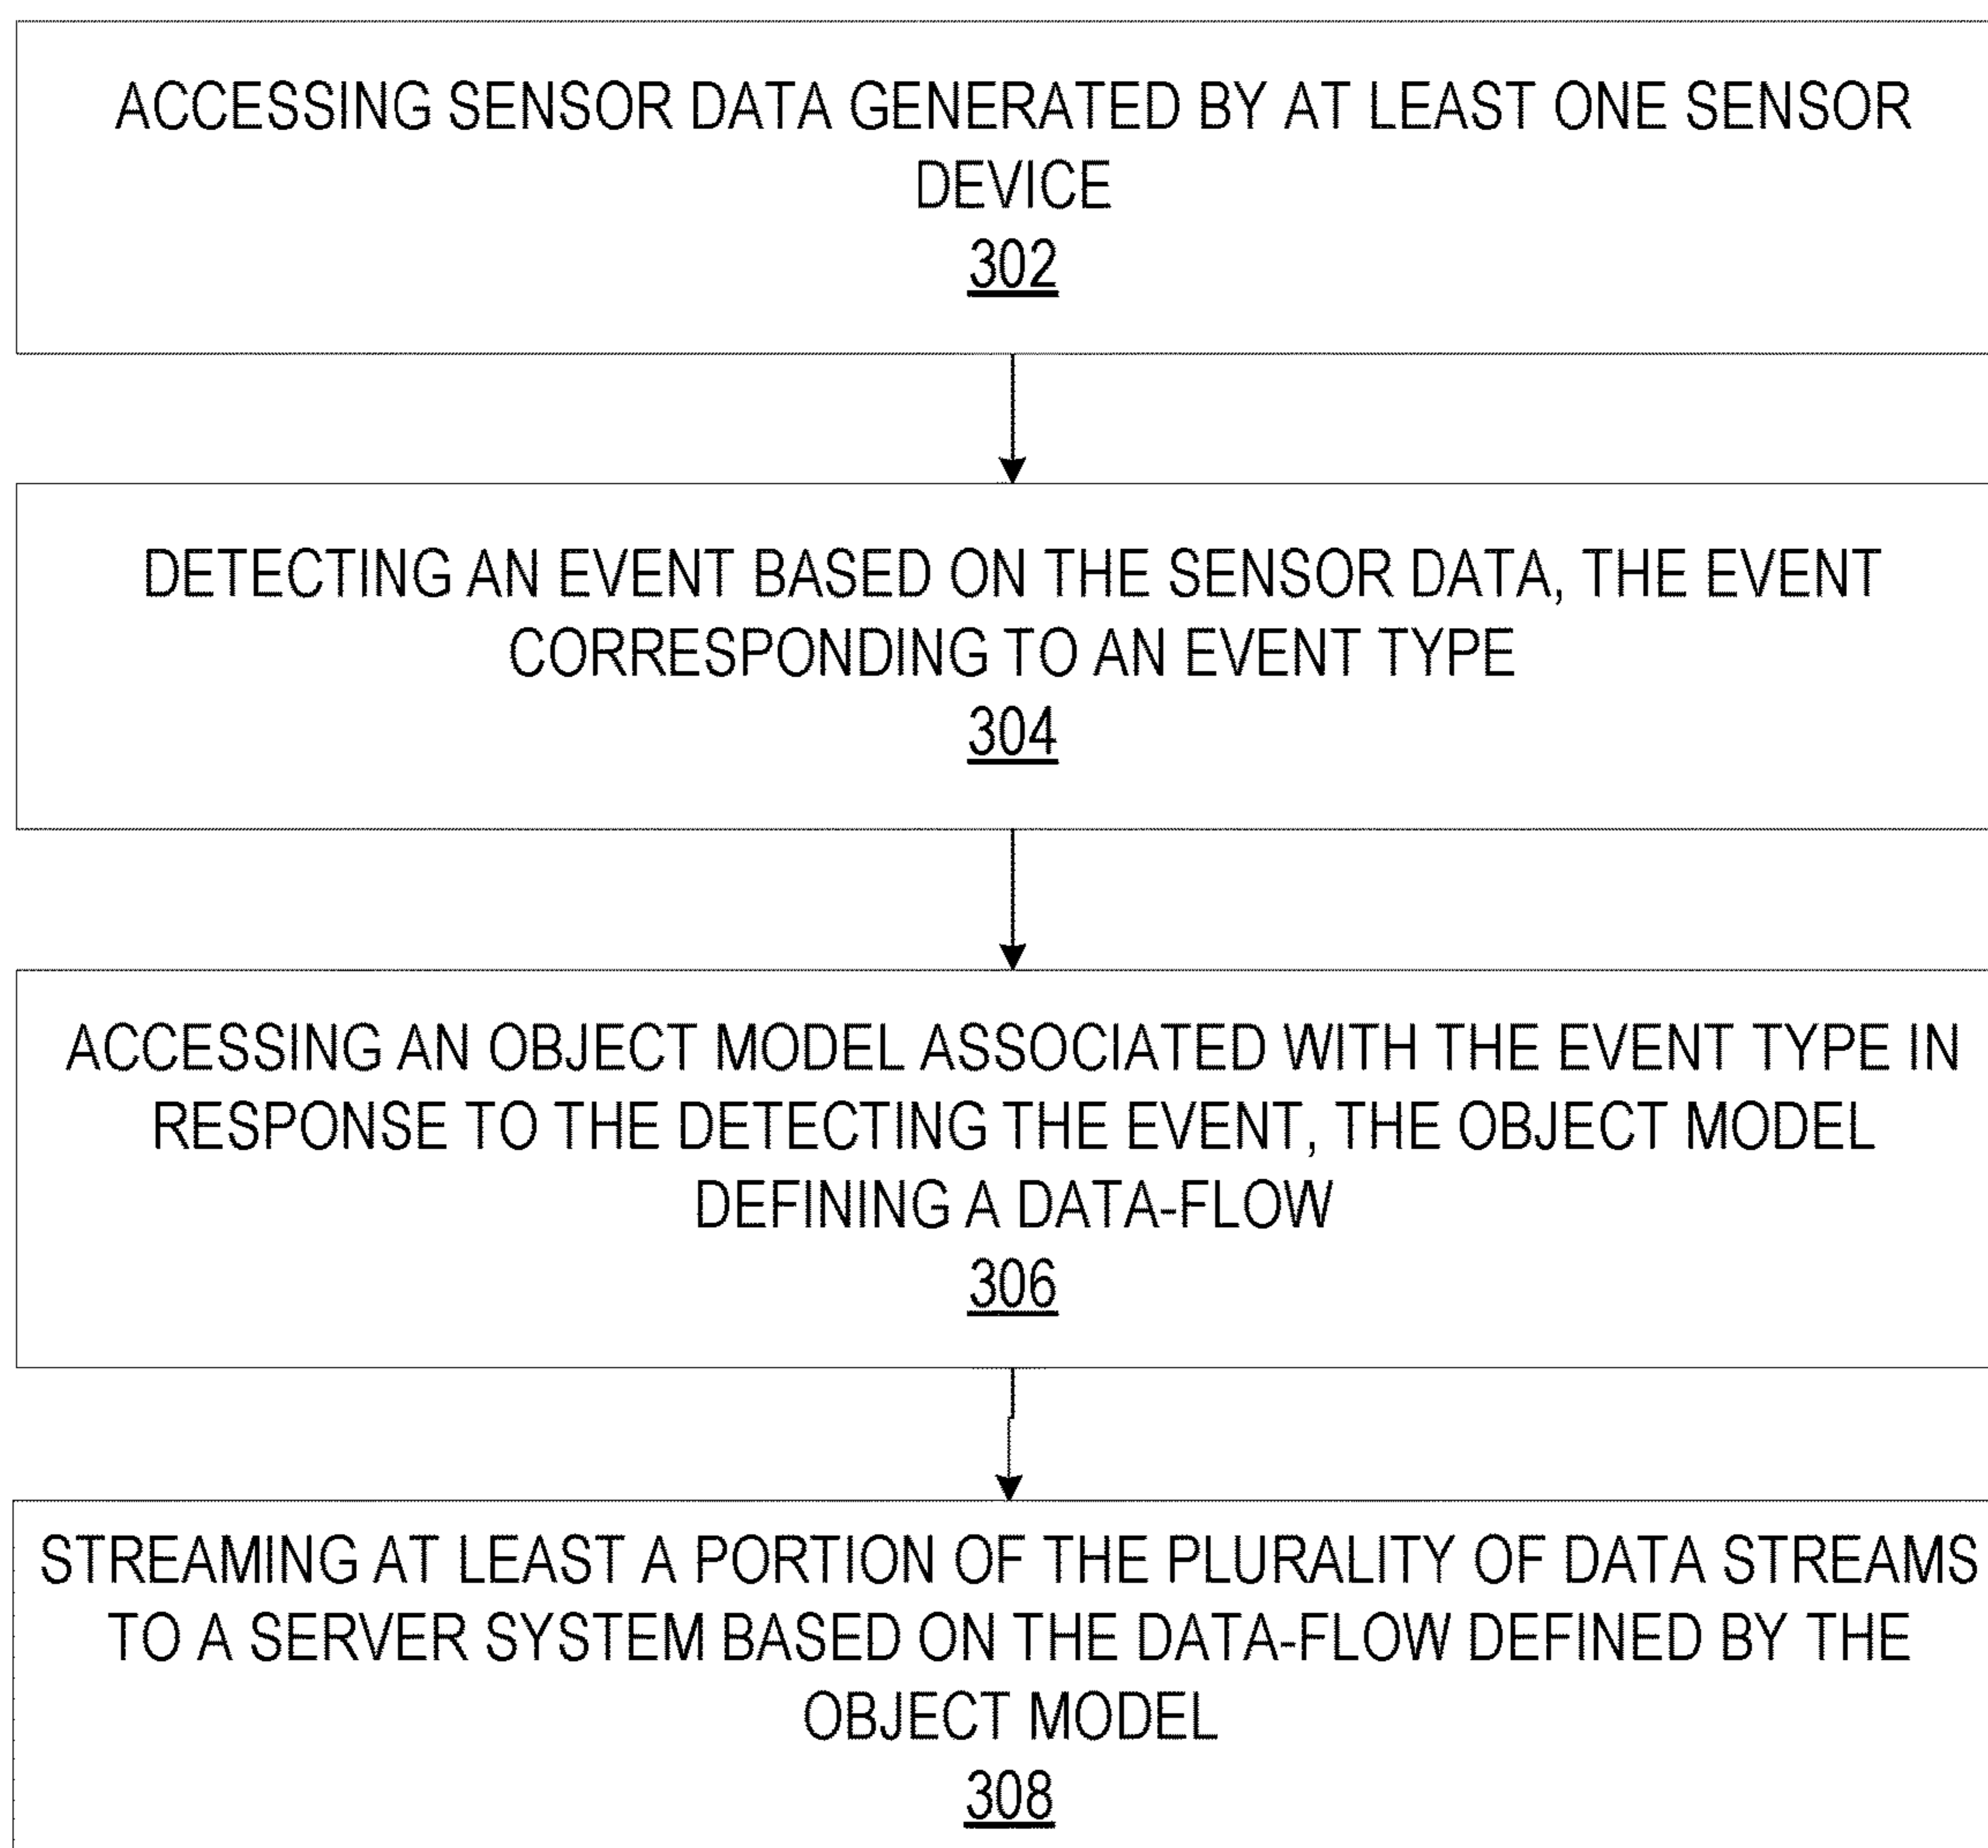 ACCESSING SENSOR DATA GENERATED BY AT LEAST ONE SENSOR
DEVICE
302
DETECTING AN EVENT BASED ON THE SENSOR DATA, THE EVENT
CORRESPONDING TO AN EVENT TYPE
304
ACCESSING AN OBJECT MODEL ASSOCIATED WITH THE EVENT TYPE IN
RESPONSE TO THE DETECTING THE EVENT, THE OBJECT MODEL
DEFINING A DATA-FLOW
306
STREAMING AT LEAST A PORTION OF THE PLURALITY OF DATA STREAMS
TO A SERVER SYSTEM BASED ON THE DATA-FLOW DEFINED BY THE
OBJECT MODEL
308